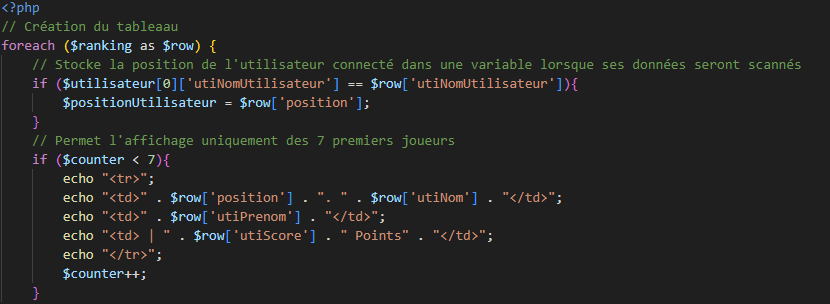 <?php
// Création du tableaau
foreach ($ranking as $row) {
    // Stocke la position de l'utilisateur connecté dans une variable lorsque ses données seront scannés
    if ($utilisateur[0]['utiNomUtilisateur'] == $row['utiNomUtilisateur']){
        $positionUtilisateur = $row['position'];
    }
    // Permet l'affichage uniquement des 7 premiers joueurs
    if ($counter < 7){
        echo "<tr>";
        echo "<td>" . $row['position'] . ". " . $row['utiNom'] . "</td>";
        echo "<td>" . $row['utiPrenom'] . "</td>";
        echo "<td> | " . $row['utiScore'] . " Points" . "</td>";
        echo "</tr>";
        $counter++;
    }